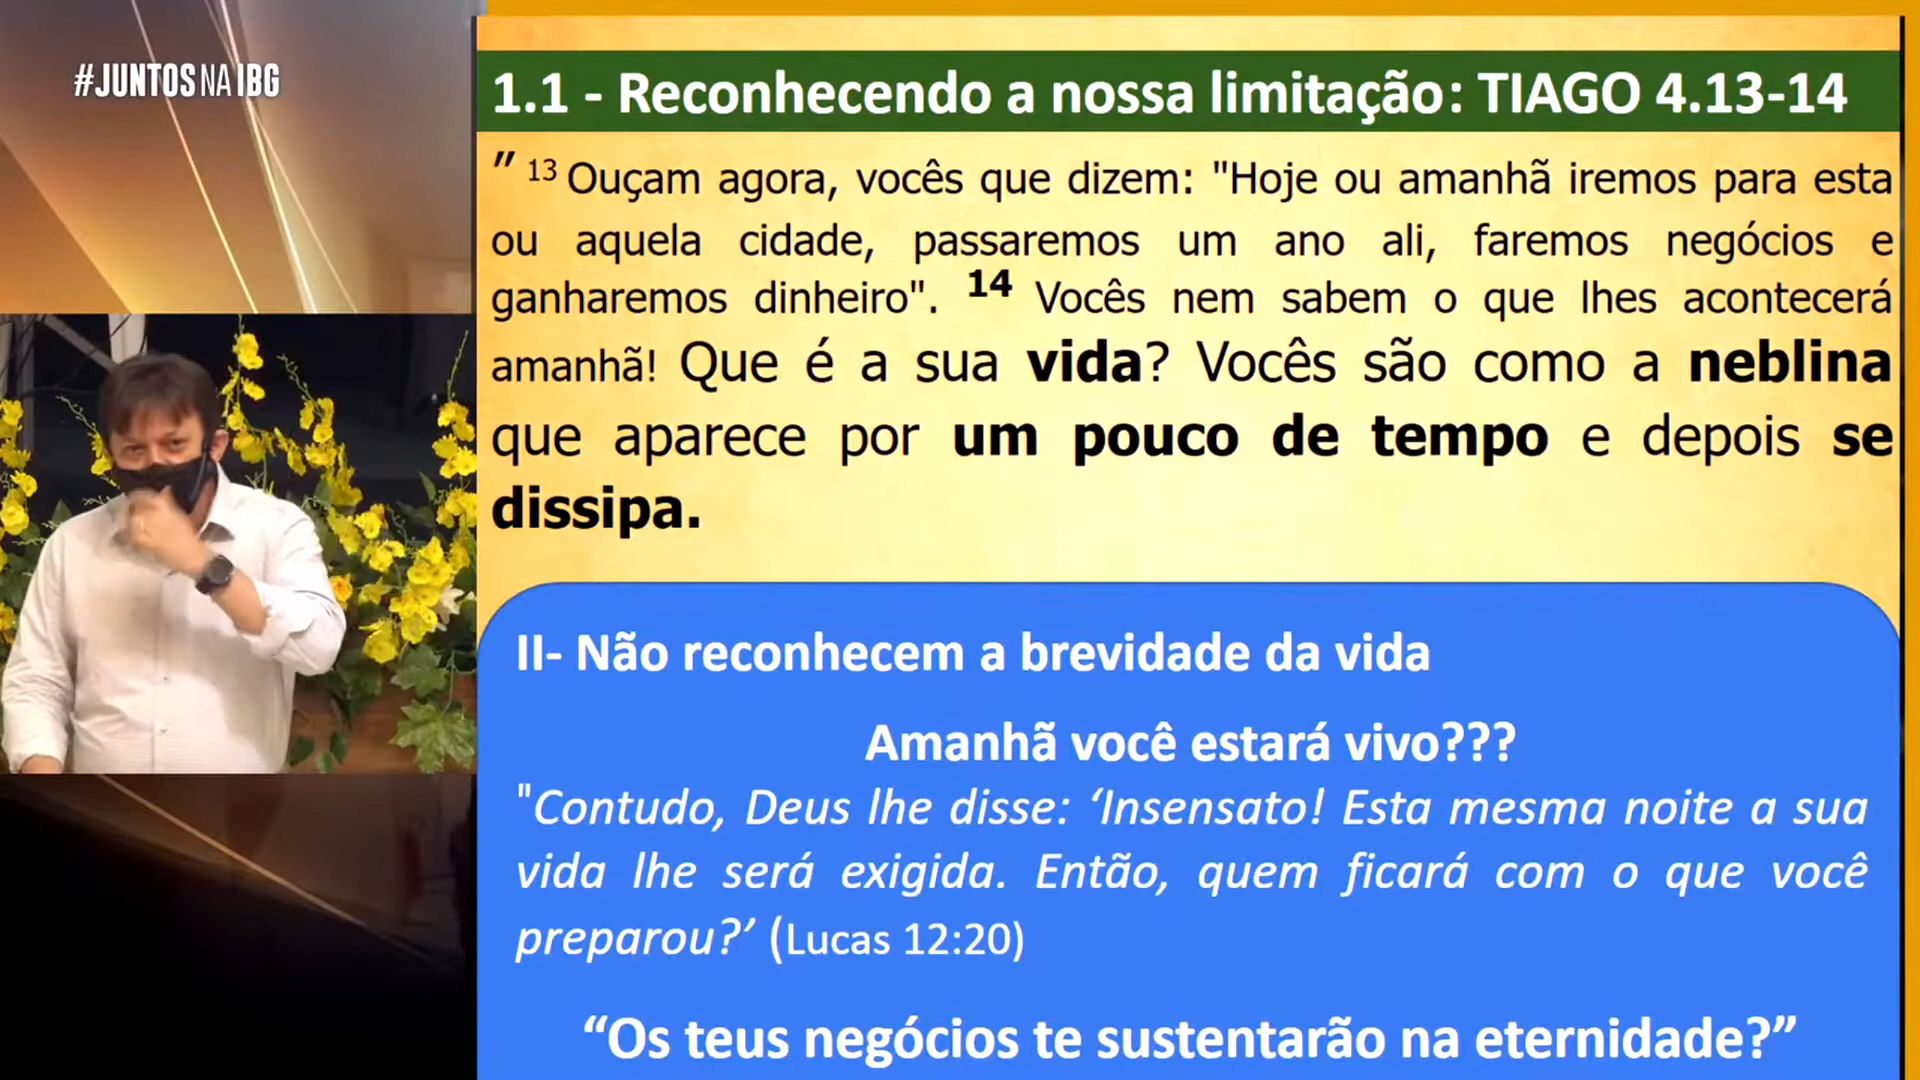 #JUNTOS NA IBG
1.1 - Reconhecendo a nossa limitação: TIAGO 4.13-14
" 13 Ouçam agora, vocês que dizem: "Hoje ou amanhã iremos para esta
ou aquela cidade, passaremos um ano ali, faremos negócios e
ganharemos dinheiro". 14 Vocês nem sabem o que lhes acontecerá
amanhã! Que é a sua vida? Vocês são como a neblina
que aparece por um pouco de tempo e depois se
dissipa.
II- Não reconhecem a brevidade da vida
Amanhã você estará vivo???
"Contudo, Deus lhe disse: ‘Insensato! Esta mesma noite a sua
vida lhe será exigida. Então, quem ficará com o que você
preparou?’ (Lucas 12:20)
“Os teus negócios te sustentarão na eternidade?”